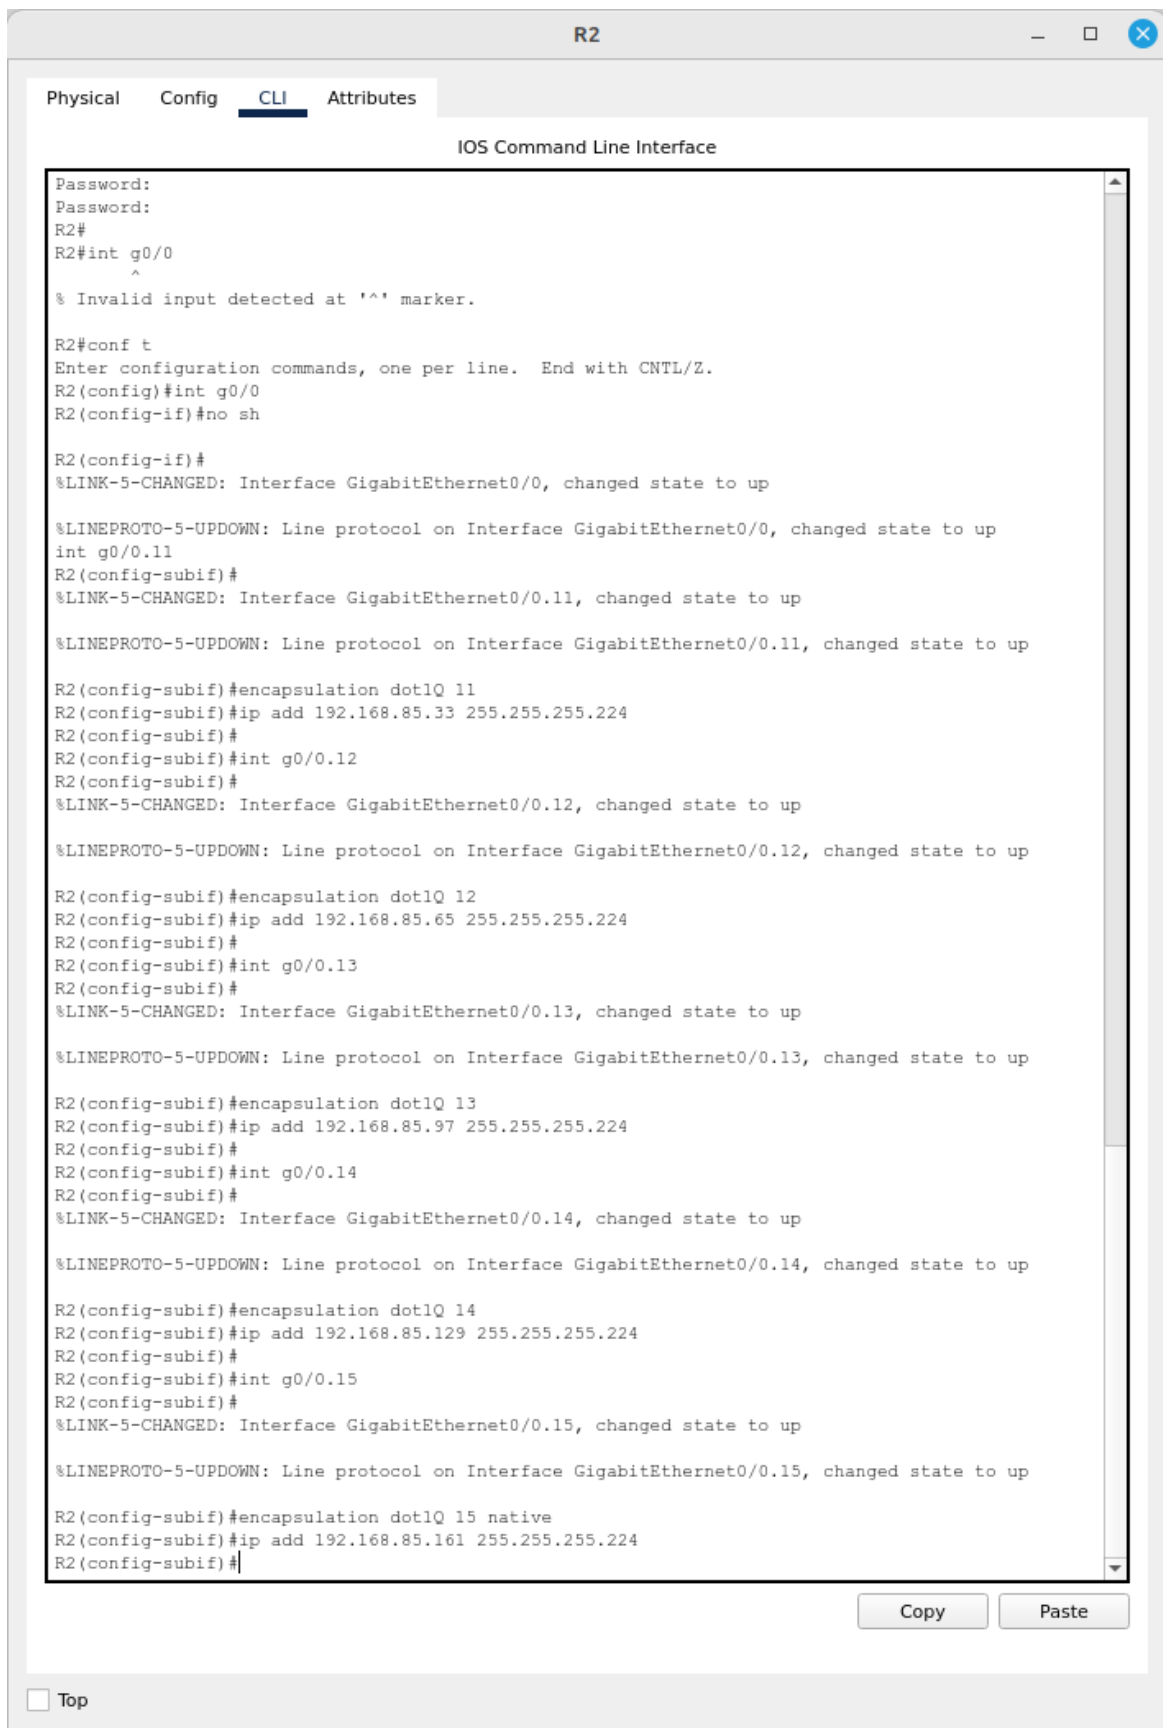 R2
Physical Config CLI Attributes
IOS Command Line Interface
Password:
Password:
R2#
R2#int g0/0
^
% Invalid input detected at '^' marker.
R2#conf t
Enter configuration commands, one per line.  End with CNTL/Z.
R2(config)#int g0/0
R2(config-if)#no sh
R2(config-if)#
%LINK-5-CHANGED: Interface GigabitEthernet0/0, changed state to up
%LINEPROTO-5-UPDOWN: Line protocol on Interface GigabitEthernet0/0, changed state to up
int g0/0.11
R2(config-subif)#
%LINK-5-CHANGED: Interface GigabitEthernet0/0.11, changed state to up
%LINEPROTO-5-UPDOWN: Line protocol on Interface GigabitEthernet0/0.11, changed state to up
R2(config-subif)#encapsulation dot1Q 11
R2(config-subif)#ip add 192.168.85.33 255.255.255.224
R2(config-subif)#
R2(config-subif)#int g0/0.12
R2(config-subif)#
%LINK-5-CHANGED: Interface GigabitEthernet0/0.12, changed state to up
%LINEPROTO-5-UPDOWN: Line protocol on Interface GigabitEthernet0/0.12, changed state to up
R2(config-subif)#encapsulation dot1Q 12
R2(config-subif)#ip add 192.168.85.65 255.255.255.224
R2(config-subif)#
R2(config-subif)#int g0/0.13
R2(config-subif)#
%LINK-5-CHANGED: Interface GigabitEthernet0/0.13, changed state to up
%LINEPROTO-5-UPDOWN: Line protocol on Interface GigabitEthernet0/0.13, changed state to up
R2(config-subif)#encapsulation dot1Q 13
R2(config-subif)#ip add 192.168.85.97 255.255.255.224
R2(config-subif)#
R2(config-subif)#int g0/0.14
R2(config-subif)#
%LINK-5-CHANGED: Interface GigabitEthernet0/0.14, changed state to up
%LINEPROTO-5-UPDOWN: Line protocol on Interface GigabitEthernet0/0.14, changed state to up
R2(config-subif)#encapsulation dot1Q 14
R2(config-subif)#ip add 192.168.85.129 255.255.255.224
R2(config-subif)#
R2(config-subif)#int g0/0.15
R2(config-subif)#
%LINK-5-CHANGED: Interface GigabitEthernet0/0.15, changed state to up
%LINEPROTO-5-UPDOWN: Line protocol on Interface GigabitEthernet0/0.15, changed state to up
R2(config-subif)#encapsulation dot1Q 15 native
R2(config-subif)#ip add 192.168.85.161 255.255.255.224
R2(config-subif)#
Copy Paste
Top